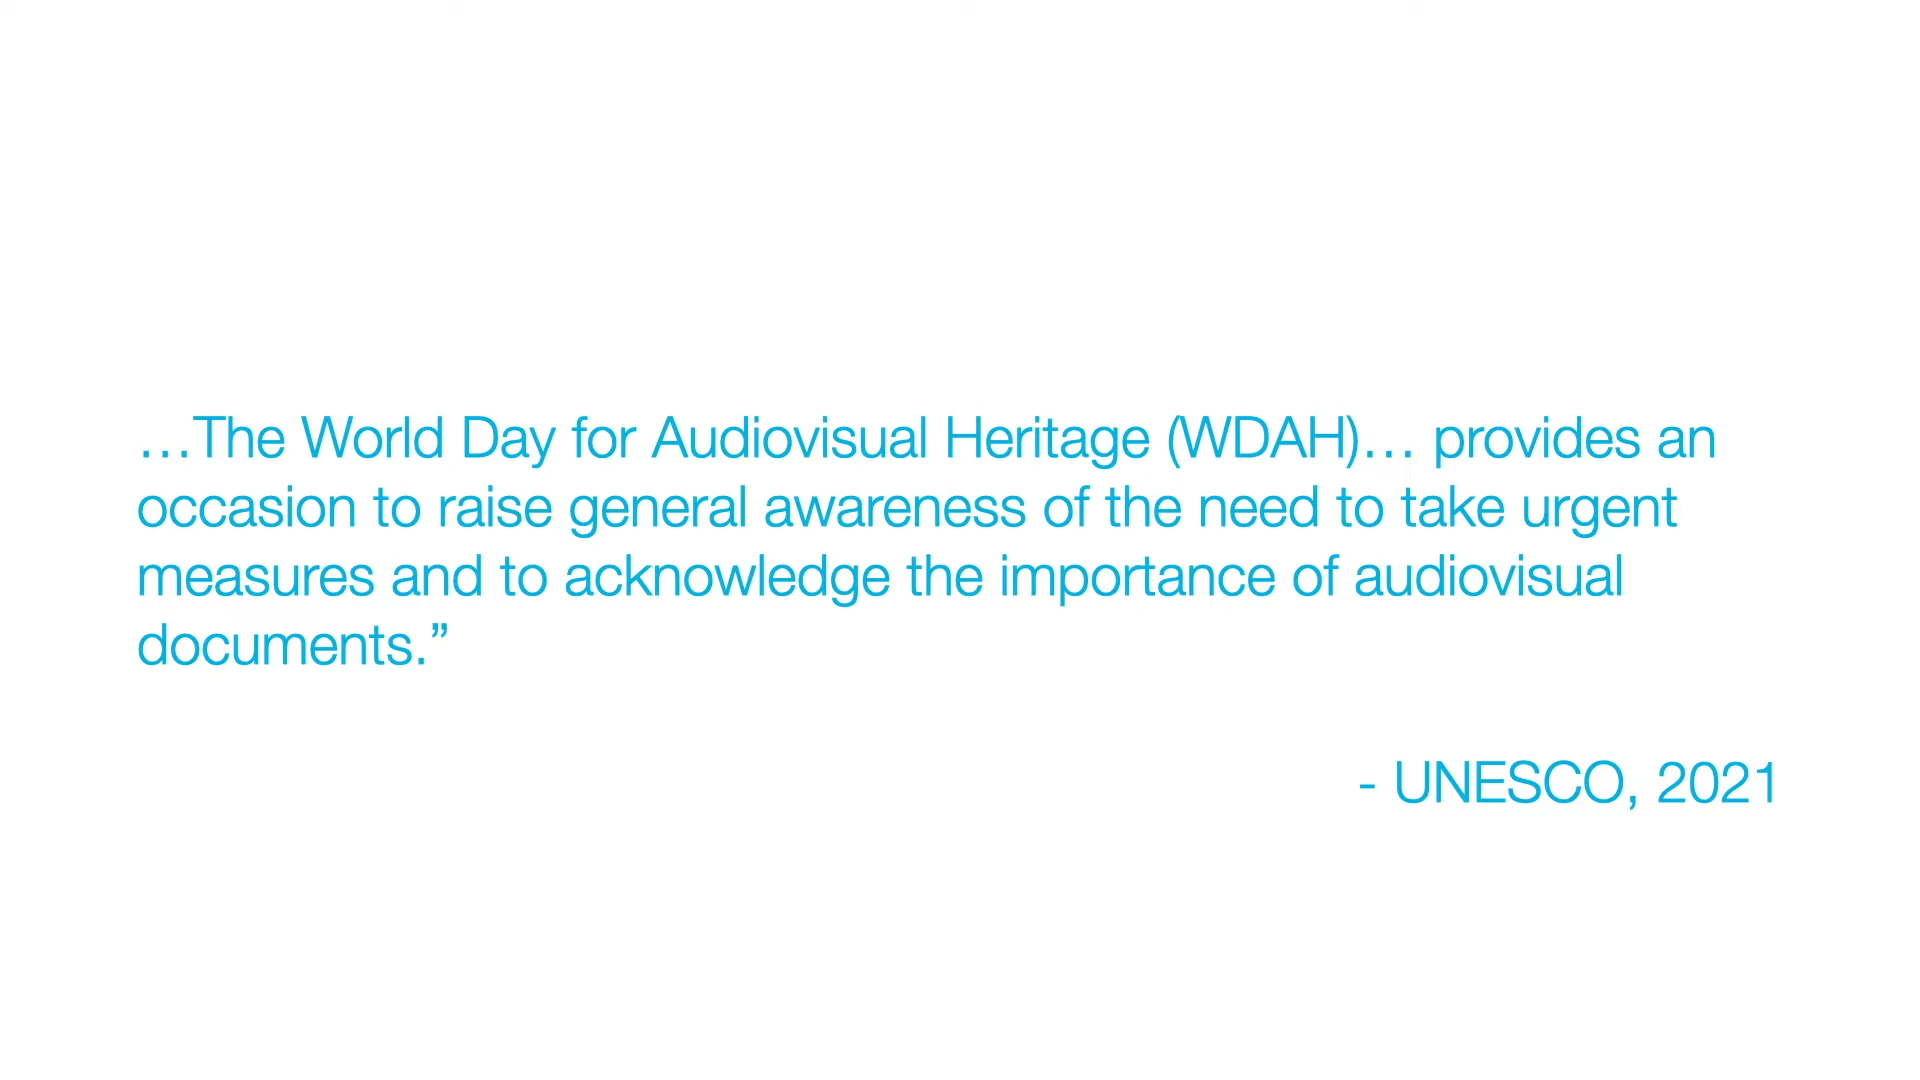 …The World Day for Audiovisual Heritage (WDAH)… provides an
occasion to raise general awareness of the need to take urgent
measures and to acknowledge the importance of audiovisual
documents.”
- UNESCO, 2021